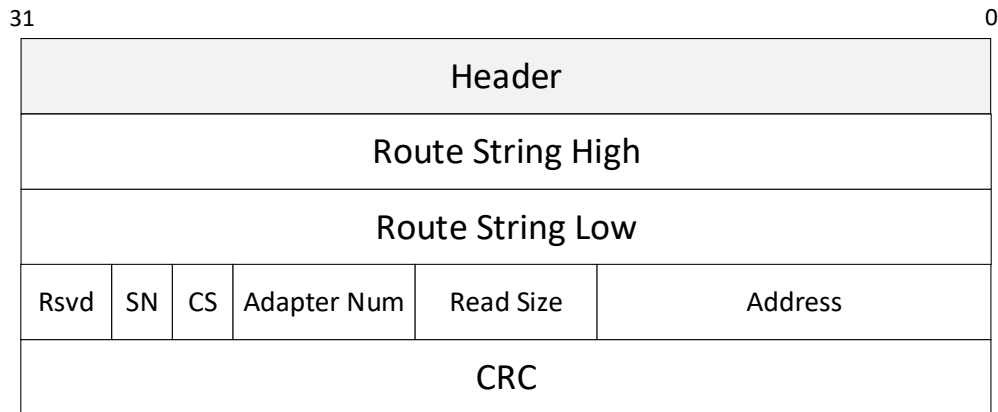 31 0
Header
Route String High
Route String Low
Rsvd SN CS Adapter Num Read Size Address
CRC